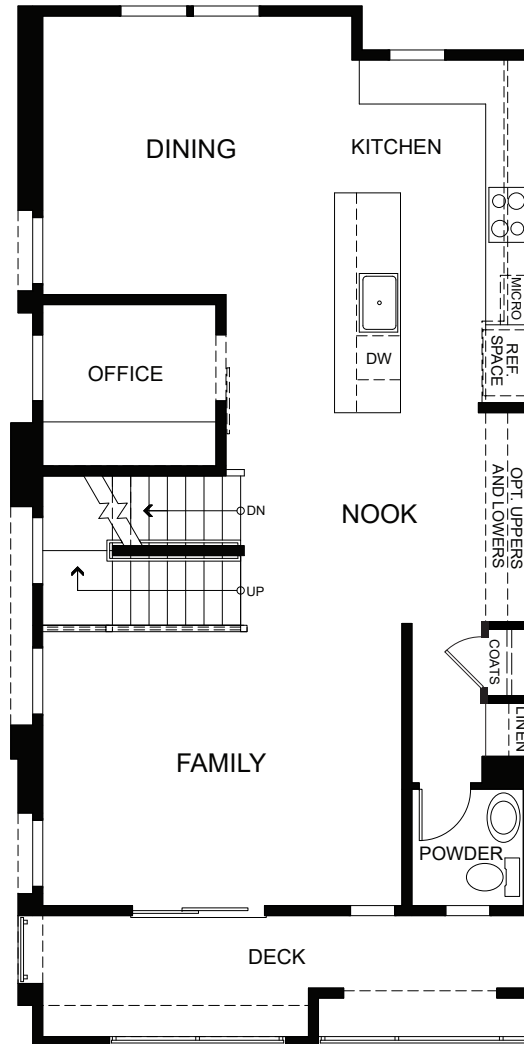 DINING
KITCHEN
MICRO
REF.
SPACE
DW
OFFICE
OPT. UPPERS
AND LOWERS
DN
NOOK
UP
COATS
LINEN
FAMILY
POWDER
DECK